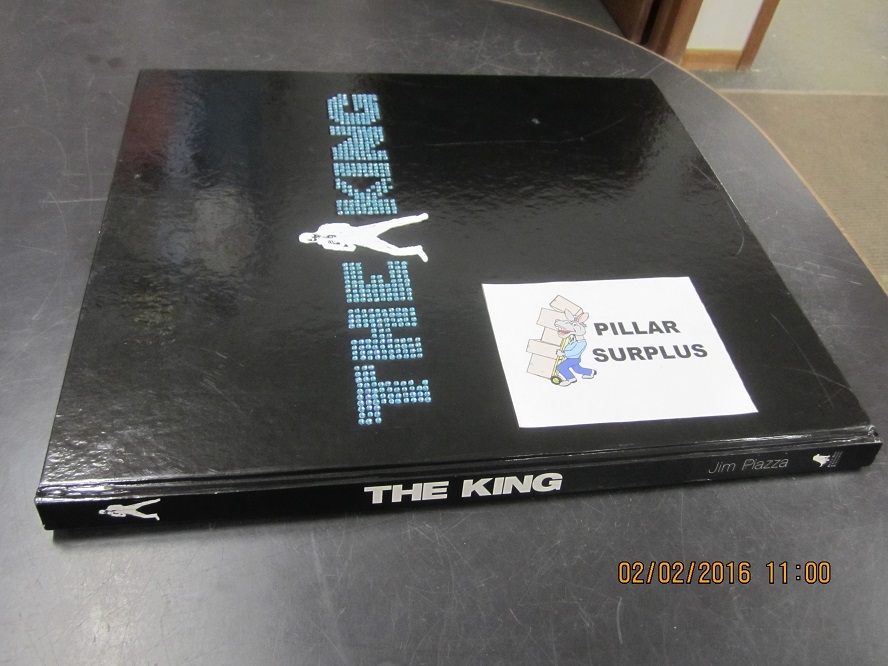 THE KING
PILLAR
SURPLUS
THE KING
Jim Piazza
02/02/2016 11:00